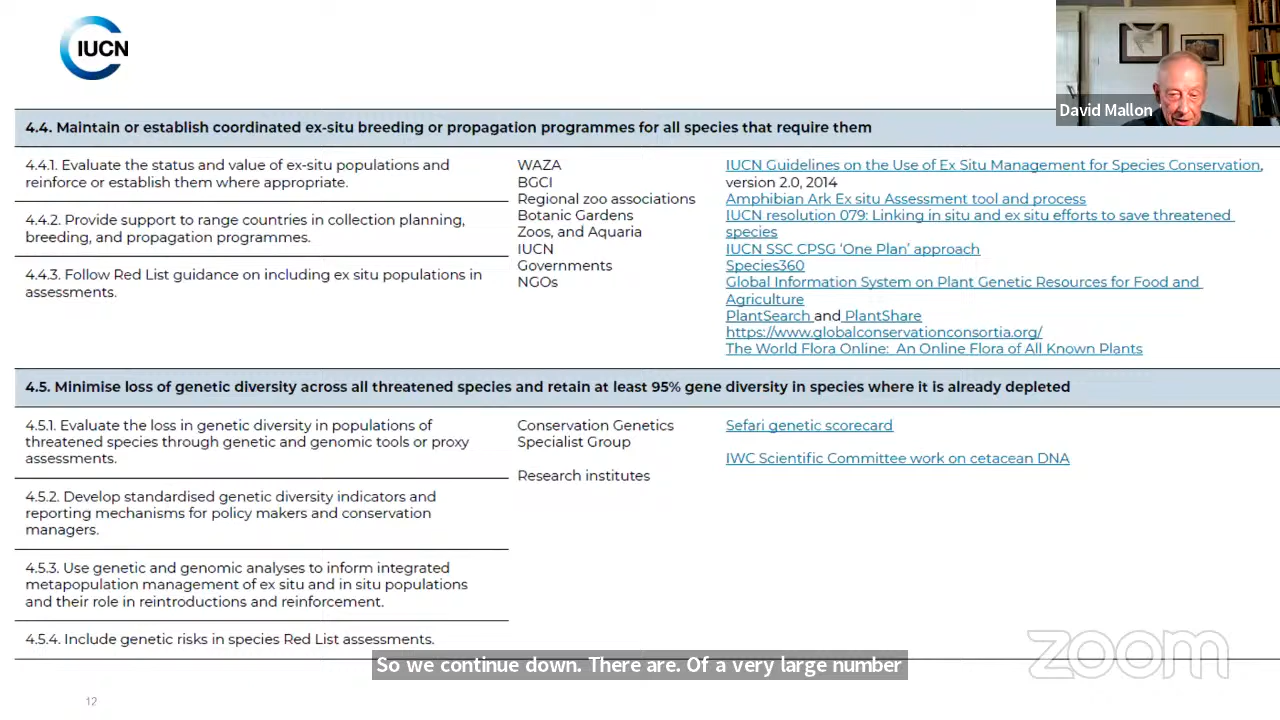 IUCN
David Mallon
4.4. Maintain or establish coordinated ex-situ breeding or propagation programmes for all species that require them
4.4.1. Evaluate the status and value of ex-situ populations and
reinforce or establish them where appropriate.
4.4.2. Provide support to range countries in collection planning,
breeding, and propagation programmes.
4.4.3. Follow Red List guidance on including ex situ populations in
assessments.
WAZA
BGCI
Regional zoo associations
Botanic Gardens
Zoos, and Aquaria
IUCN
Governments
NGOs
IUCN Guidelines on the Use of Ex Situ Management for Species Conservation,
version 2.0, 2014
Amphibian Ark Ex situ Assessment tool and process
IUCN resolution 079: Linking in situ and ex situ efforts to save threatened
species
IUCN SSC CPSG ‘One Plan’ approach
Species360
Global Information System on Plant Genetic Resources for Food and
Agriculture
PlantSearch and PlantShare
https://www.globalconservationconsortia.org/
The World Flora Online: An Online Flora of All Known Plants
4.5. Minimise loss of genetic diversity across all threatened species and retain at least 95% gene diversity in species where it is already depleted
4.5.1. Evaluate the loss in genetic diversity in populations of
threatened species through genetic and genomic tools or proxy
assessments.
4.5.2. Develop standardised genetic diversity indicators and
reporting mechanisms for policy makers and conservation
managers.
4.5.3. Use genetic and genomic analyses to inform integrated
metapopulation management of ex situ and in situ populations
and their role in reintroductions and reinforcement.
4.5.4. Include genetic risks in species Red List assessments.
Conservation Genetics
Specialist Group
Research institutes
Sefari genetic scorecard
IWC Scientific Committee work on cetacean DNA
zoom
So we continue down. There are. Of a very large number
12